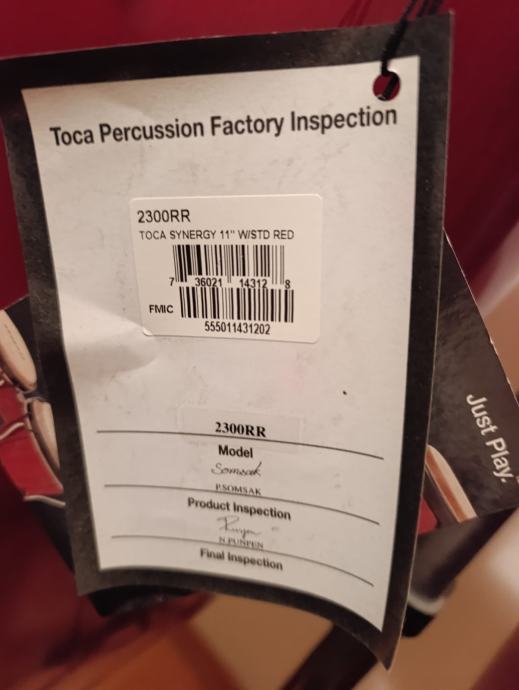 Toca Percussion Factory Inspection
2300RR
TOCA SYNERGY 11" W/STD RED
7 36021 14312 8
FMIC
555011431202
2300RR
Model
Somsak
P.SOMSAK
Product Inspection
N.PUNPEN
Final Inspection
Just Play.